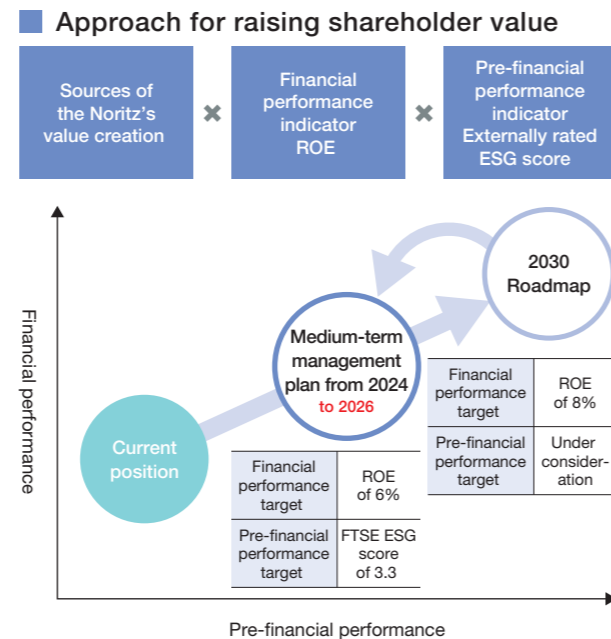 Approach for raising shareholder value
Sources of
the Noritz's
value creation
×
Financial
performance
indicator
ROE
×
Pre-financial
performance
indicator
Externally rated
ESG score
Financial performance
2030
Roadmap
Medium-term
management
plan from 2024
to 2026
Current
position
Financial
performance
target
ROE
of 8%
Pre-financial
performance
target
Under
consider-
ation
Financial
performance
target
ROE
of 6%
Pre-financial
performance
target
FTSE ESG
score
of 3.3
Pre-financial performance